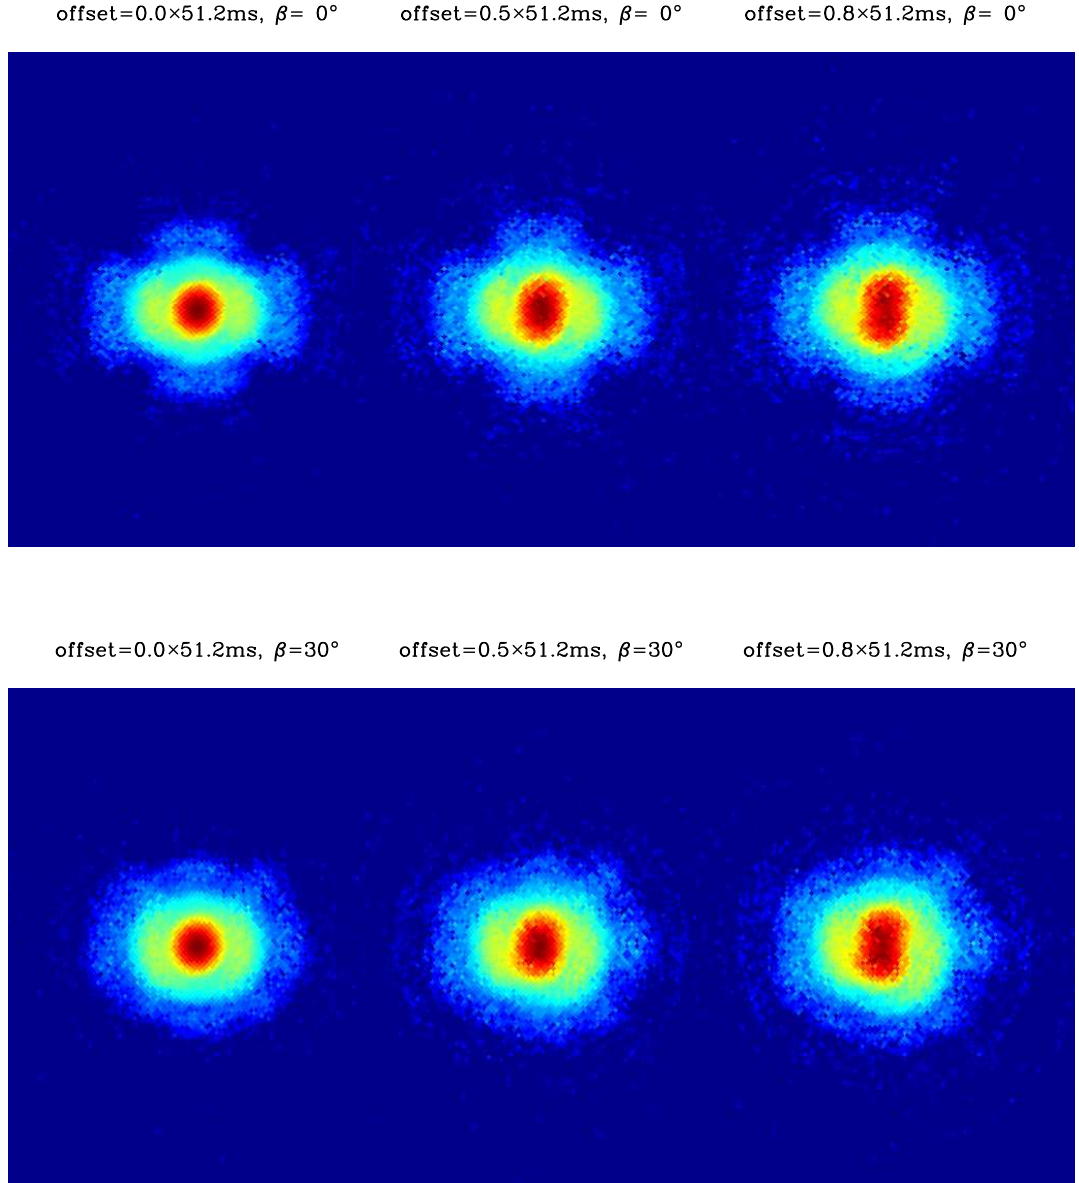 offset=0.0×51.2ms, β= 0° offset=0.5×51.2ms, β= 0° offset=0.8×51.2ms, β= 0°
offset=0.0×51.2ms, β=30° offset=0.5×51.2ms, β=30° offset=0.8×51.2ms, β=30°